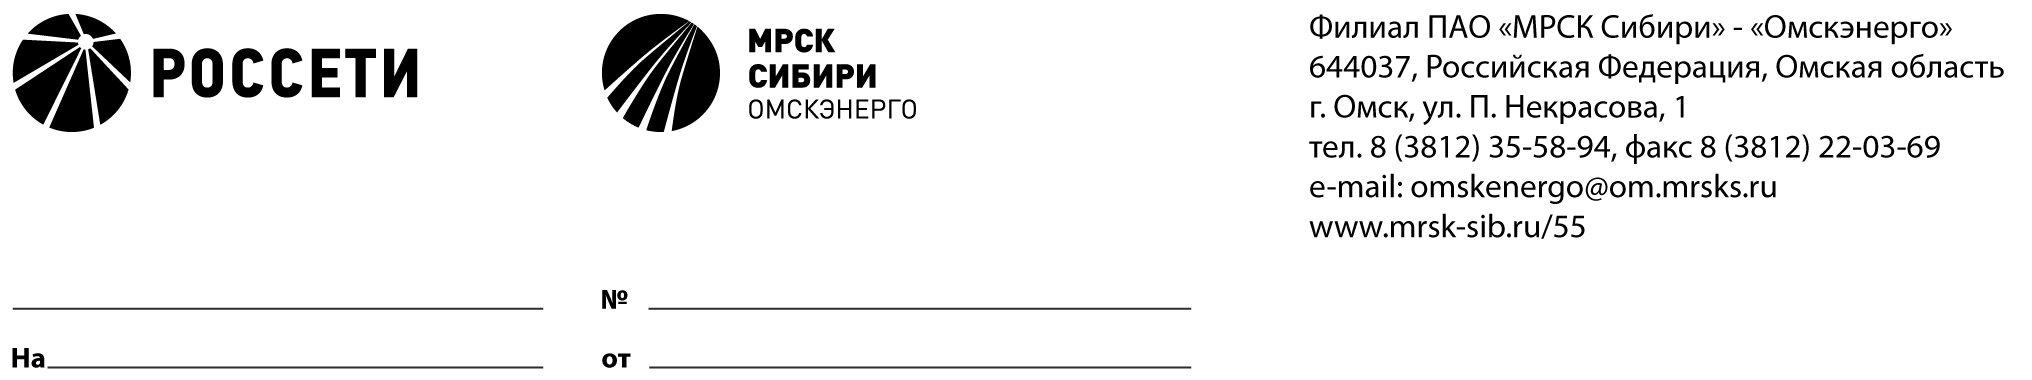 РОССЕТИ
МРСК
СИБИРИ
ОМСКЭНЕРГО
Филиал ПАО «МРСК Сибири» - «Омскэнерго»
644037, Российская Федерация, Омская область
г. Омск, ул. П. Некрасова, 1
тел. 8 (3812) 35-58-94, факс 8 (3812) 22-03-69
e-mail: omskenergo@om.mrsks.ru
www.mrsk-sib.ru/55
№
На
от